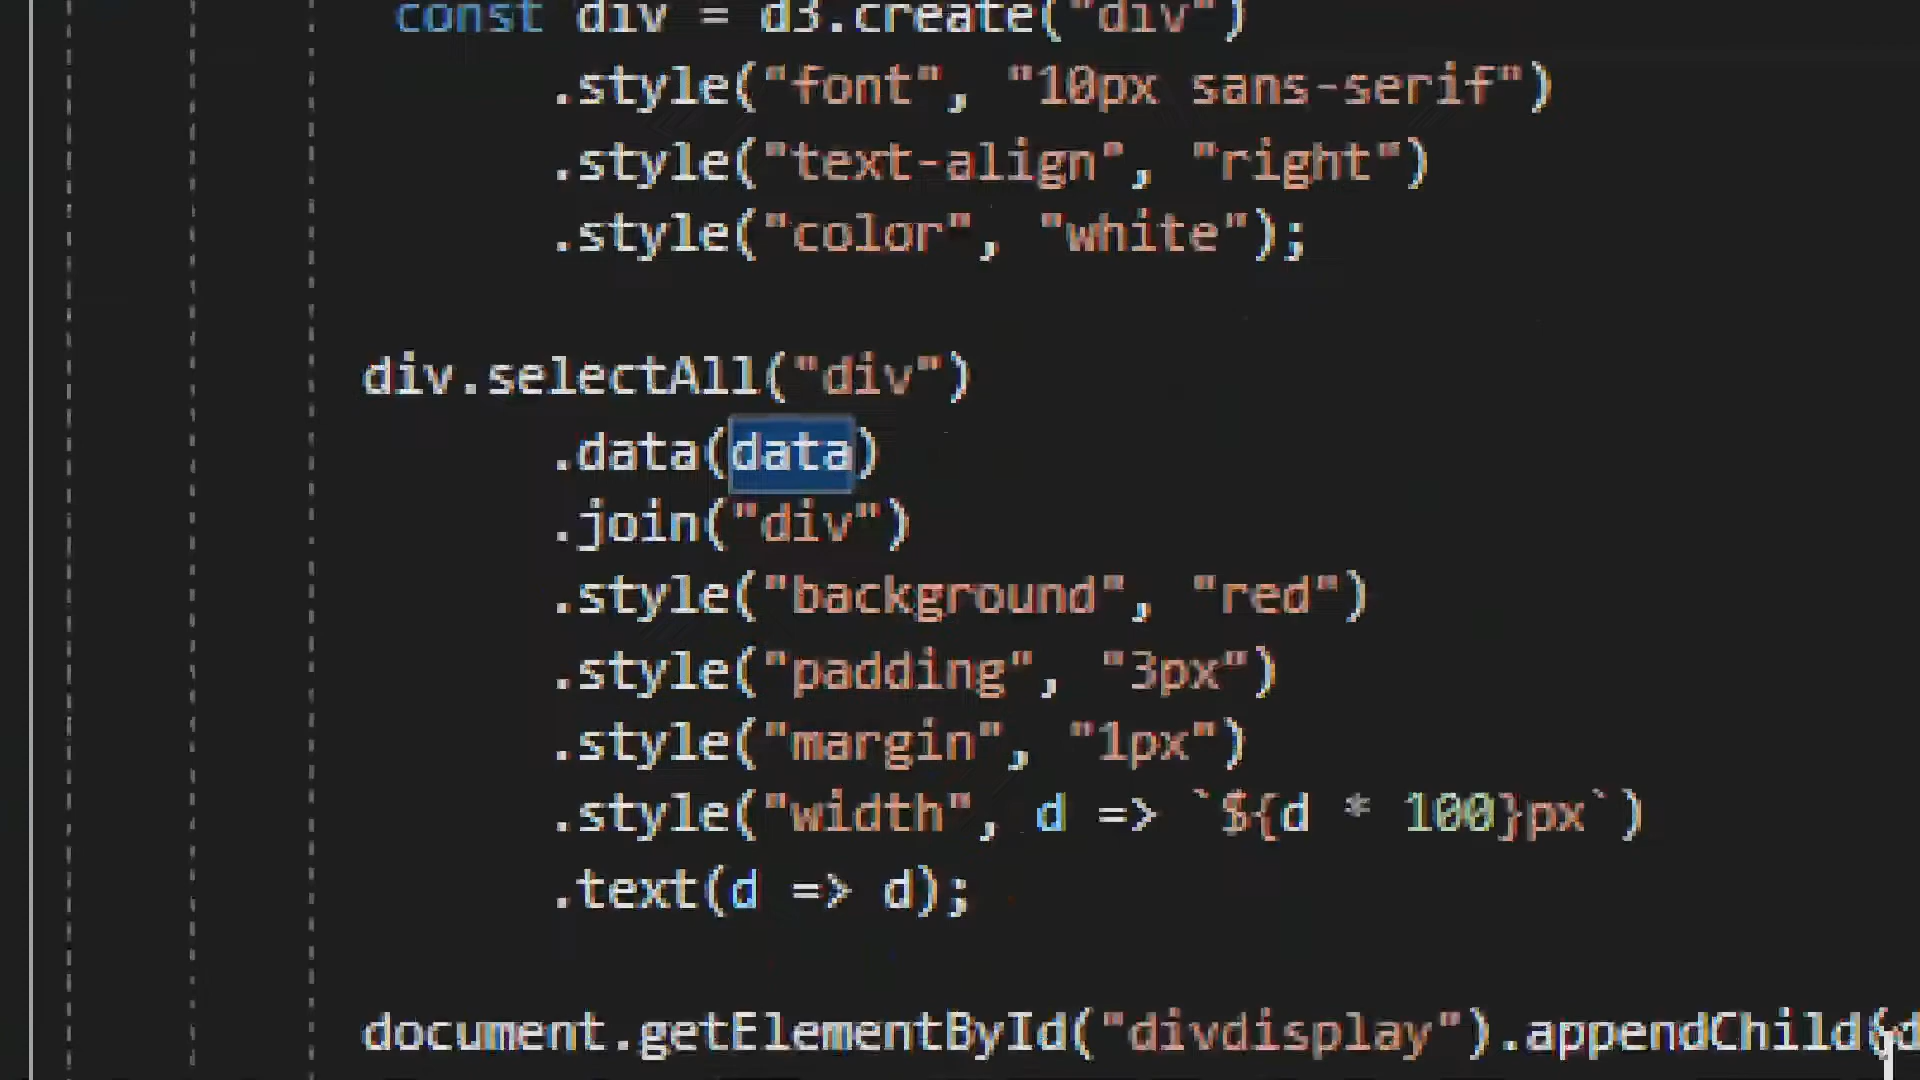 const div = d3.create("div")
.style("font", "10px sans-serif")
.style("text-align", "right")
.style("color", "white");
div.selectAll("div")
.data(data)
.join("div")
.style("background", "red")
.style("padding", "3px")
.style("margin", "1px")
.style("width", d => `${d * 100}px`)
.text(d => d);
document.getElementById("divdisplay").appendChild(d